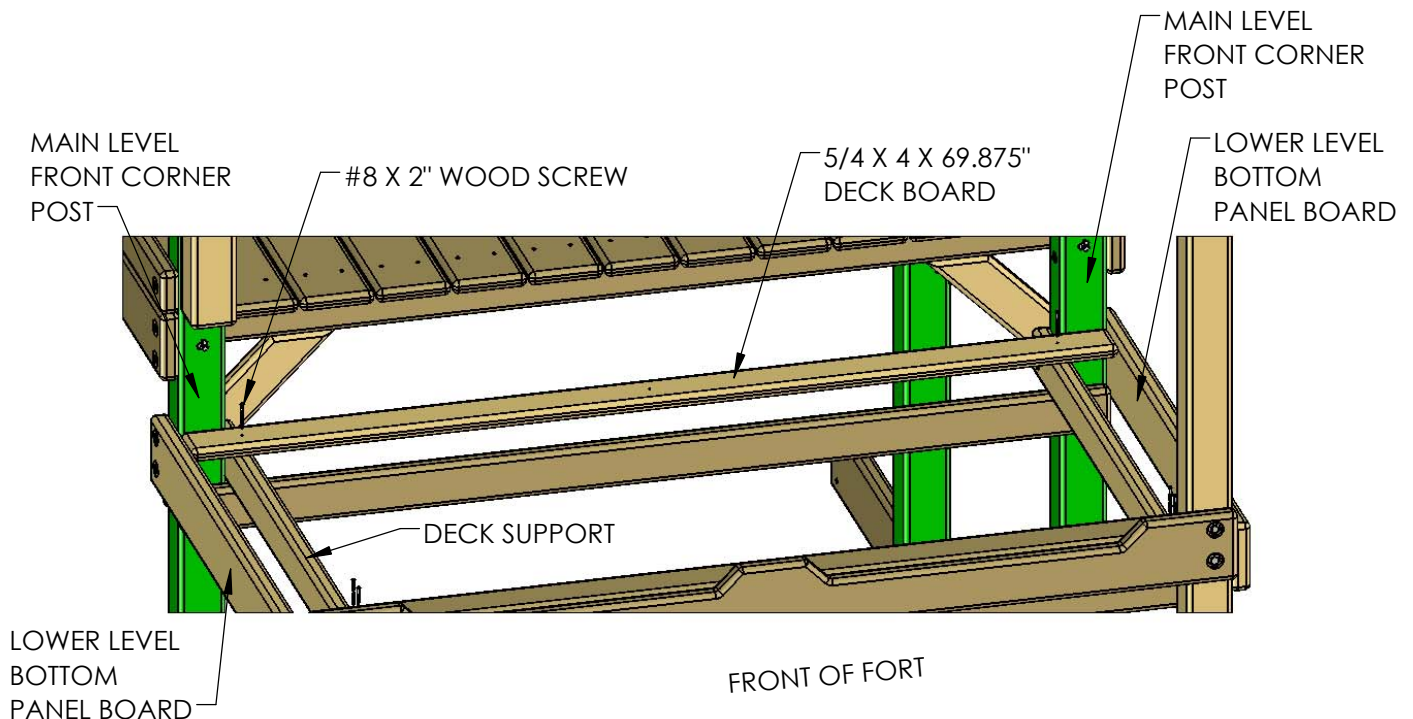 MAIN LEVEL
FRONT CORNER
POST
MAIN LEVEL
FRONT CORNER
POST
#8 X 2" WOOD SCREW
5/4 X 4 X 69.875"
DECK BOARD
LOWER LEVEL
BOTTOM
PANEL BOARD
DECK SUPPORT
LOWER LEVEL
BOTTOM
PANEL BOARD
FRONT OF FORT